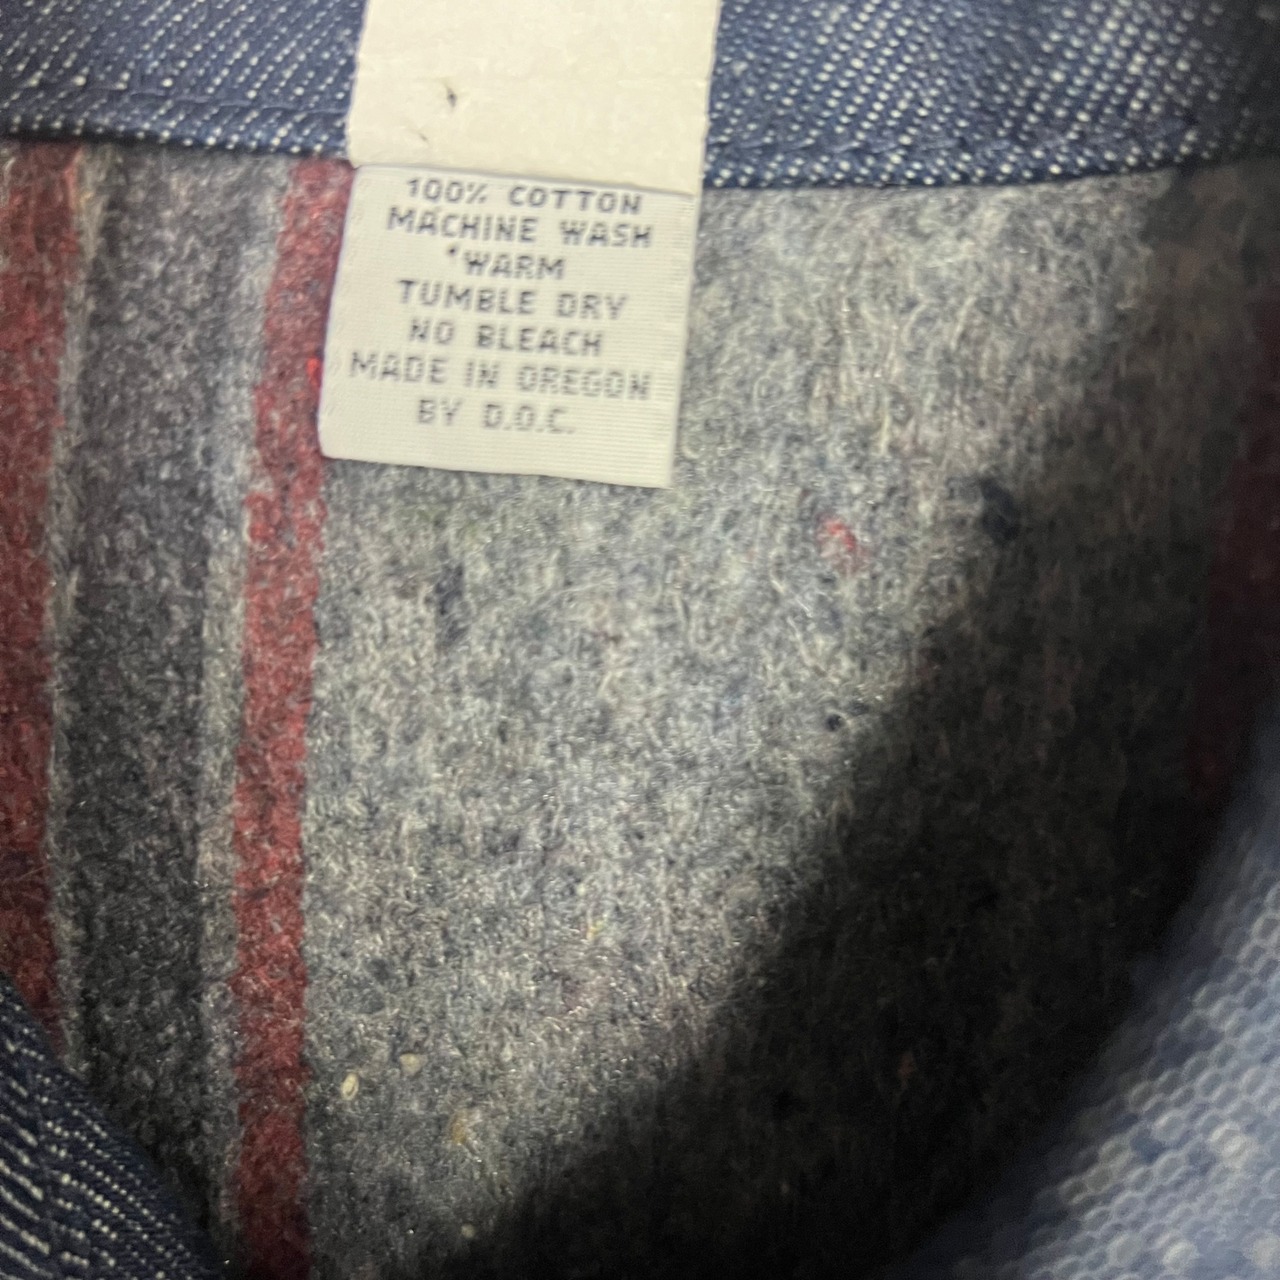 100% COTTON
MACHINE WASH
WARM
TUMBLE DRY
NO BLEACH
MADE IN OREGON
BY D.O.C.